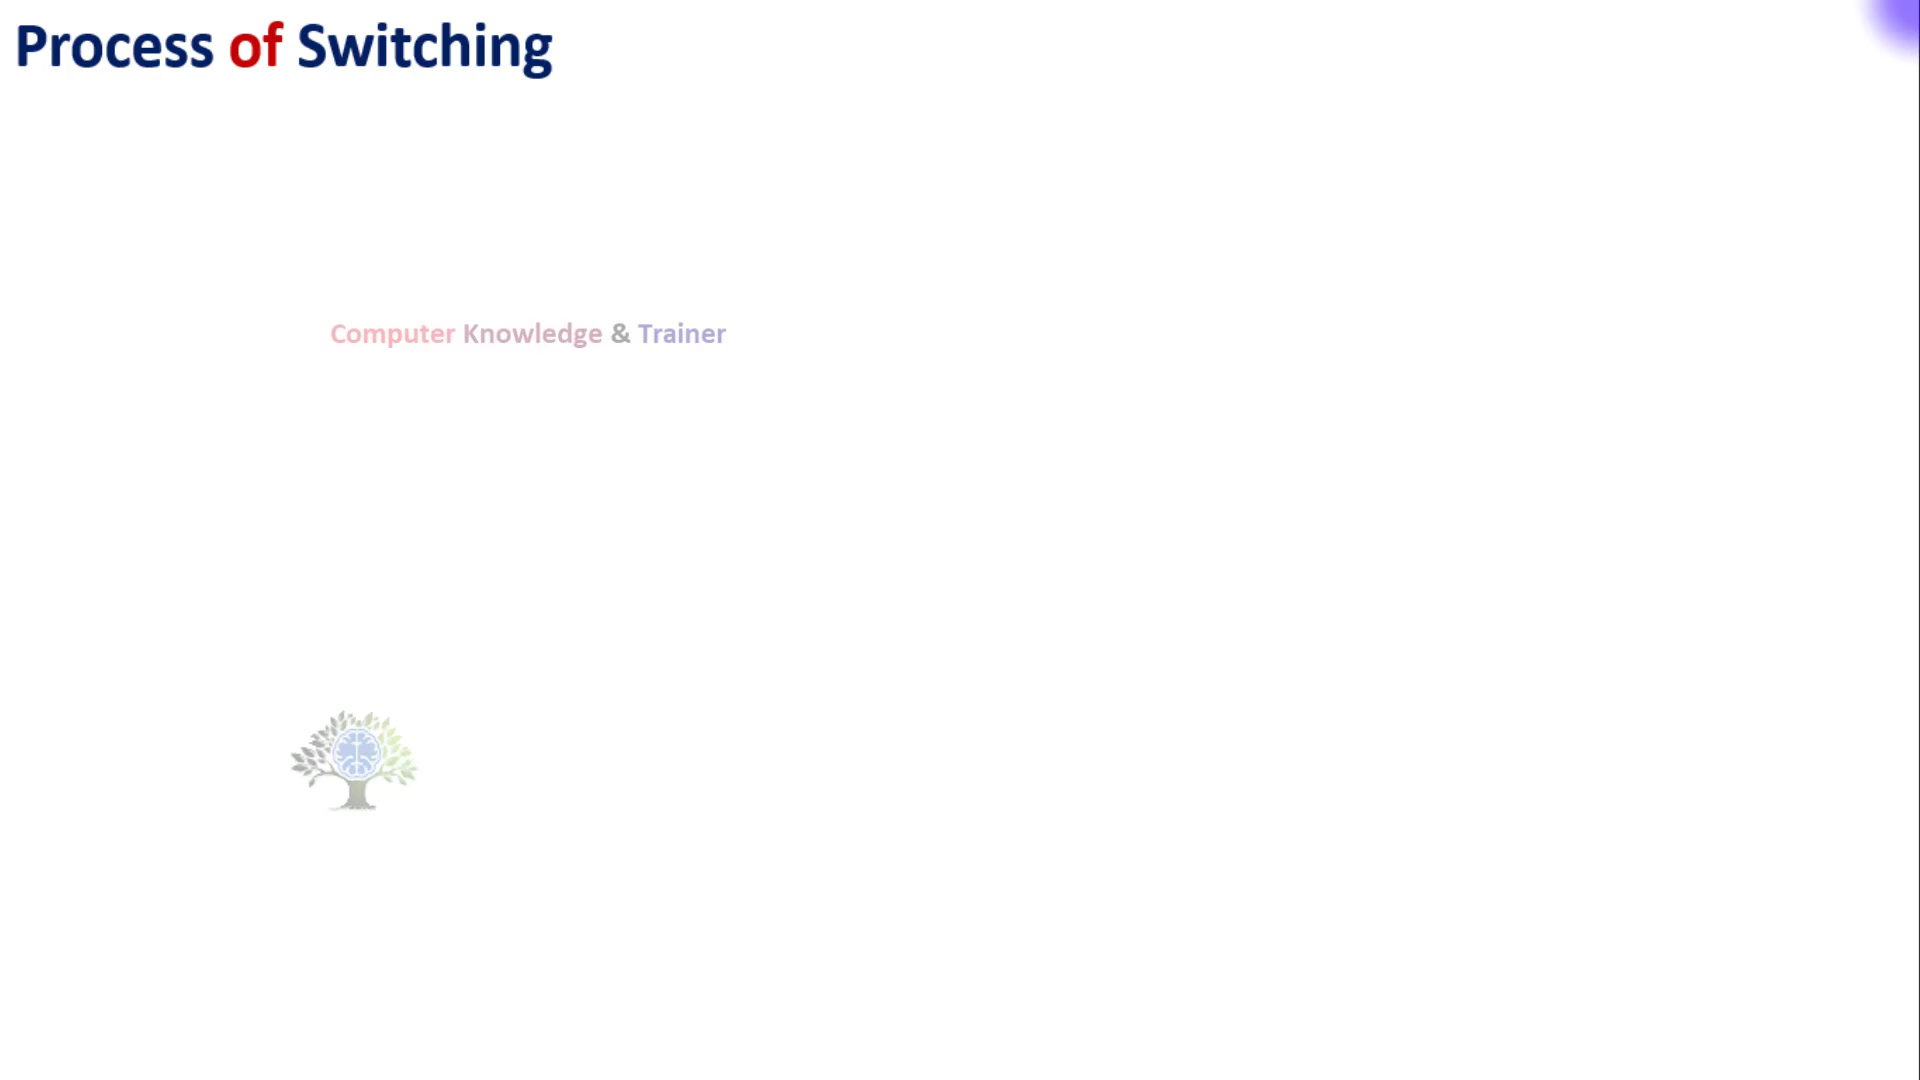 Process of Switching
Computer Knowledge & Trainer